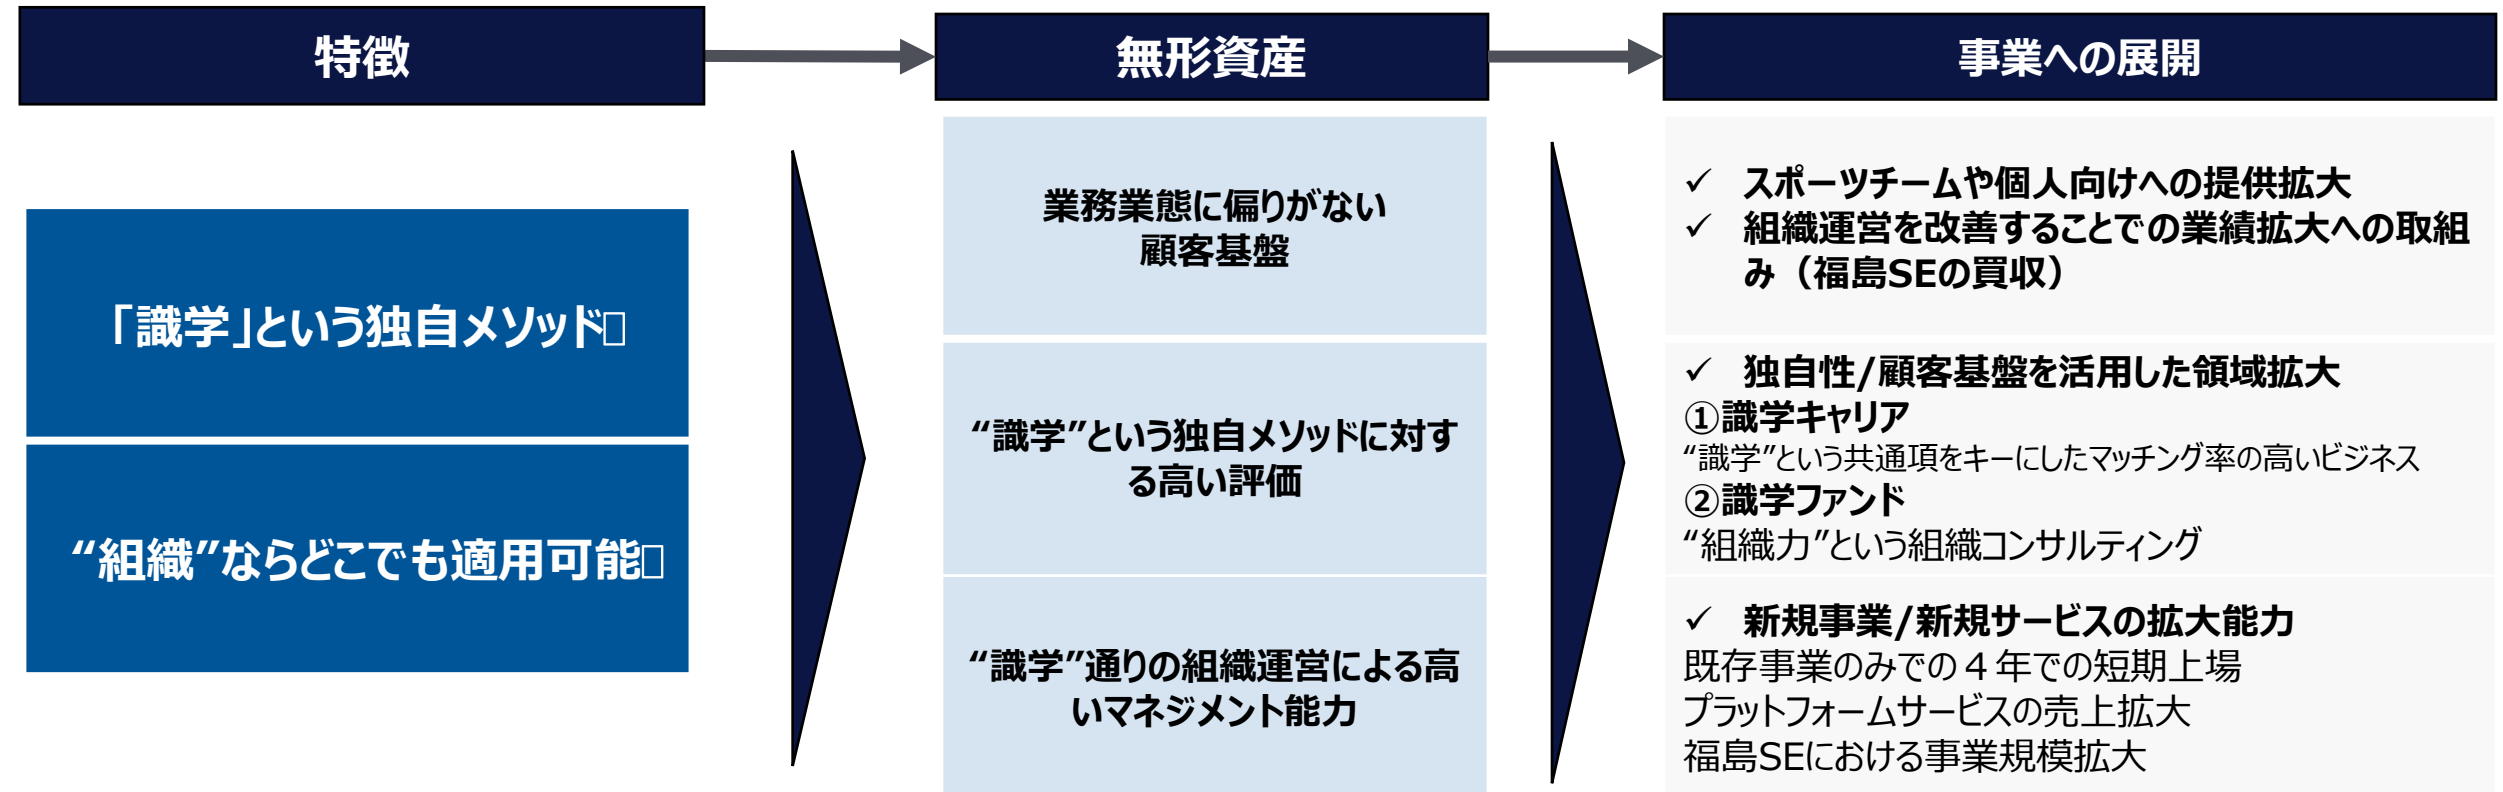 特徴
無形資産
事業への展開
「識学」という独自メソッド
“組織”ならどこでも適用可能
業務業態に偏りがない
顧客基盤
“識学”という独自メソッドに対す
る高い評価
“識学”通りの組織運営による高
いマネジメント能力
✓ スポーツチームや個人向けへの提供拡大
✓ 組織運営を改善することでの業績拡大への取組
み（福島SEの買収）
✓ 独自性/顧客基盤を活用した領域拡大
①識学キャリア
“識学”という共通項をキーにしたマッチング率の高いビジネス
②識学ファンド
“組織力”という組織コンサルティング
✓ 新規事業/新規サービスの拡大能力
既存事業のみでの４年での短期上場
プラットフォームサービスの売上拡大
福島SEにおける事業規模拡大